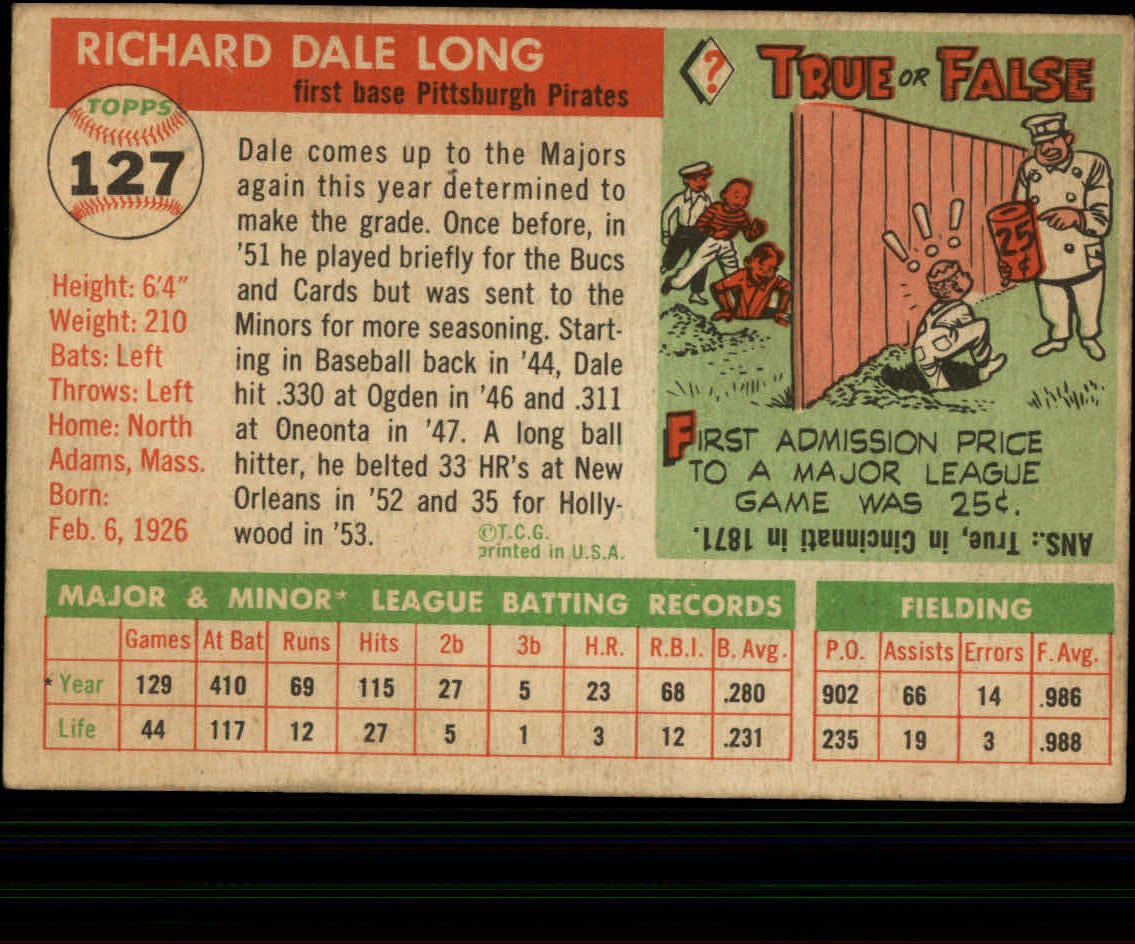 RICHARD DALE LONG
first base Pittsburgh Pirates
TOPPS
127
Height: 6'4"
Weight: 210
Bats: Left
Throws: Left
Home: North
Adams, Mass.
Born:
Feb. 6, 1926
Dale comes up to the Majors
again this year determined to
make the grade. Once before, in
'51 he played briefly for the Bucs
and Cards but was sent to the
Minors for more seasoning. Start-
ing in Baseball back in '44, Dale
hit .330 at Ogden in '46 and .311
at Oneonta in '47. A long ball
hitter, he belted 33 HR's at New
Orleans in '52 and 35 for Holly-
wood in '53.
©T.C.G.
printed in U.S.A.
?
TRUE OR FALSE
! ! !
25¢
FIRST ADMISSION PRICE
TO A MAJOR LEAGUE
GAME WAS 25¢.
ANS.: True, in Cincinnati in 1871.
MAJOR & MINOR* LEAGUE BATTING RECORDS
Games At Bat Runs Hits 2b 3b H.R. R.B.I. B. Avg.
* Year 129 410 69 115 27 5 23 68 .280
Life 44 117 12 27 5 1 3 12 .231
FIELDING
P.O. Assists Errors F. Avg.
902 66 14 .986
235 19 3 .988